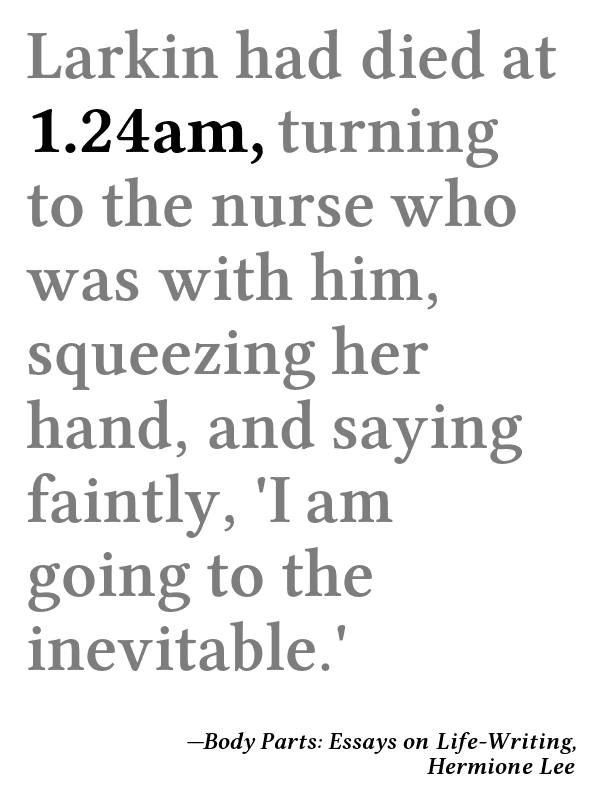 Larkin had died at
1.24am, turning
to the nurse who
was with him,
squeezing her
hand, and saying
faintly, 'I am
going to the
inevitable.'
—Body Parts: Essays on Life-Writing,
Hermione Lee